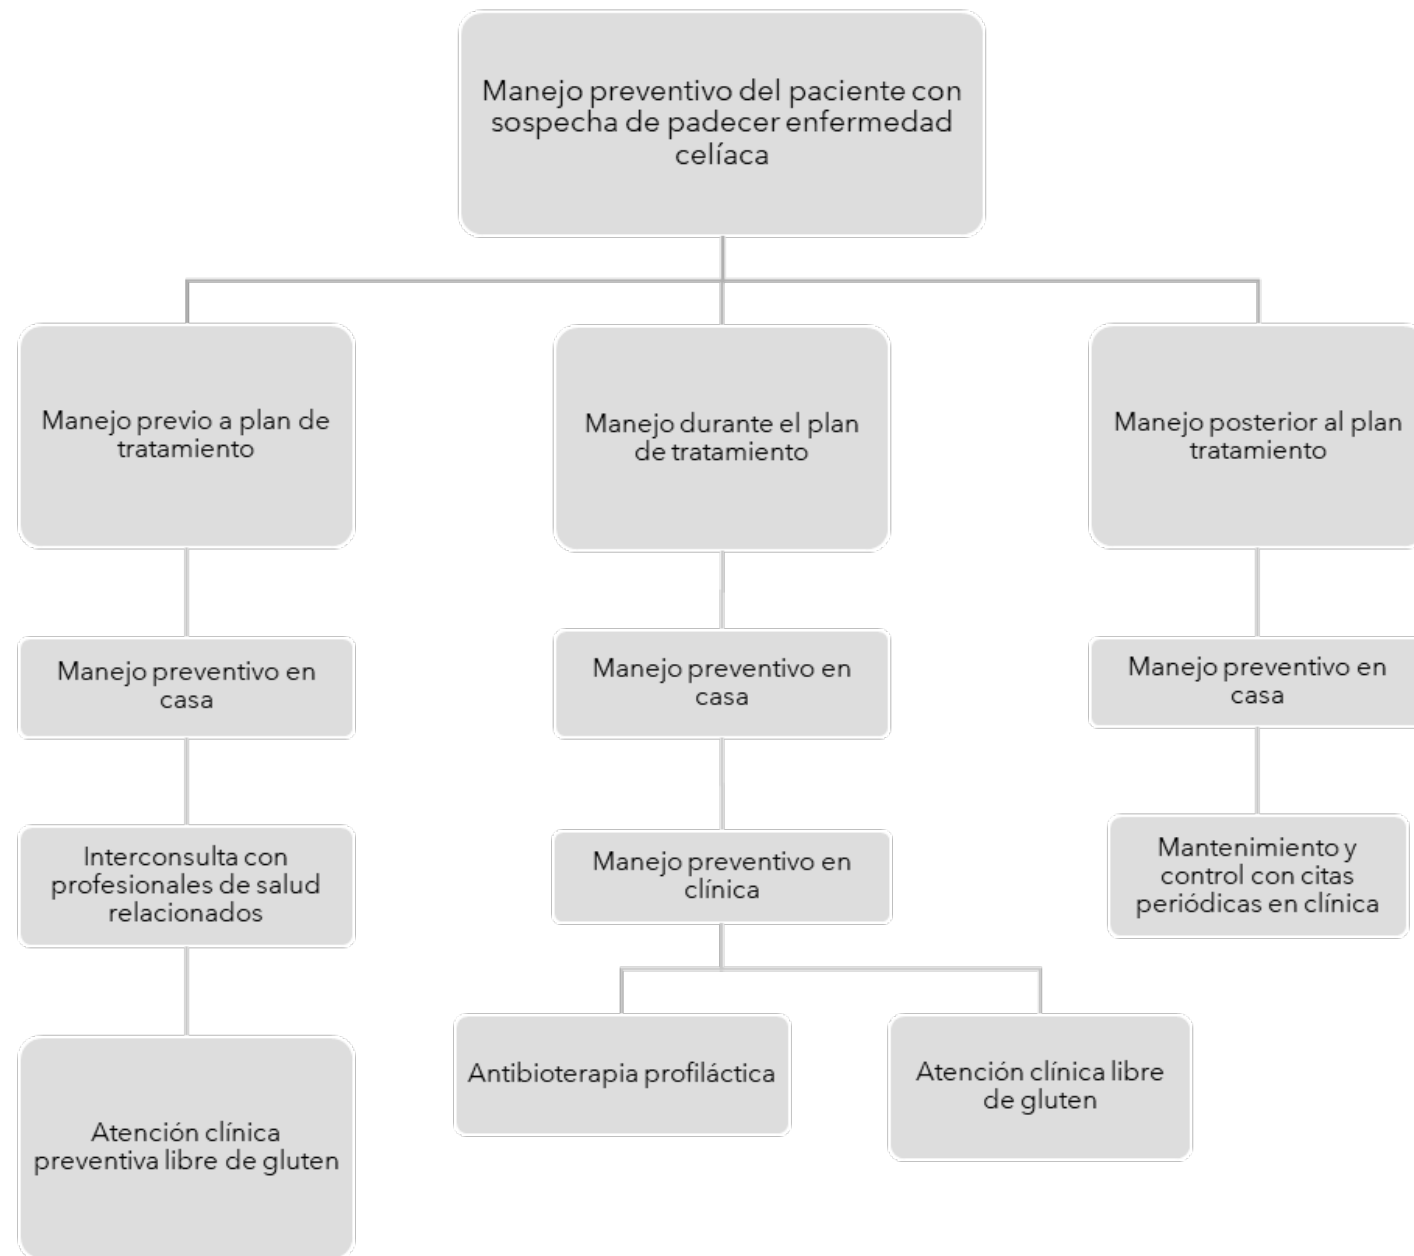 Manejo preventivo del paciente con
sospecha de padecer enfermedad
celíaca
Manejo previo a plan de
tratamiento
Manejo durante el plan
de tratamiento
Manejo posterior al plan
tratamiento
Manejo preventivo en
casa
Manejo preventivo en
casa
Manejo preventivo en
casa
Interconsulta con
profesionales de salud
relacionados
Manejo preventivo en
clínica
Mantenimiento y
control con citas
periódicas en clínica
Atención clínica
preventiva libre de gluten
Antibioterapia profiláctica
Atención clínica libre
de gluten